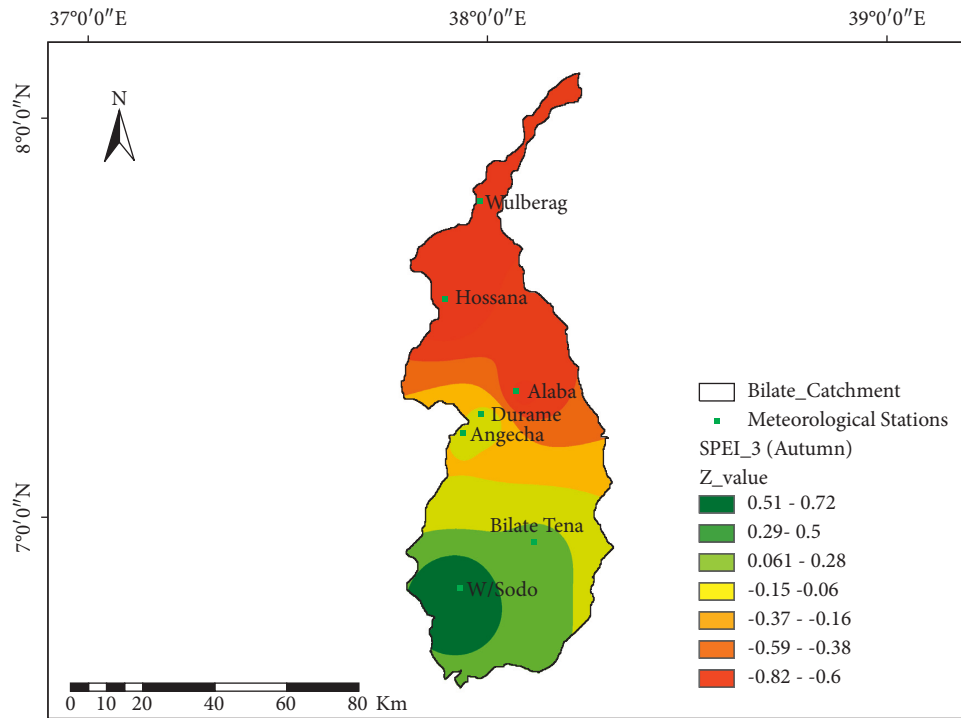 37°0′0″E
38°0′0″E
39°0′0″E
8°0′0″N
7°0′0″N
N
Wulberag
Hossana
Alaba
Durame
Angecha
Bilate Tena
W/Sodo
Bilate_Catchment
Meteorological Stations
SPEI_3 (Autumn)
Z_value
0.51 - 0.72
0.29- 0.5
0.061 - 0.28
-0.15 -0.06
-0.37 - -0.16
-0.59 - -0.38
-0.82 - -0.6
0 10 20 40 60 80 Km